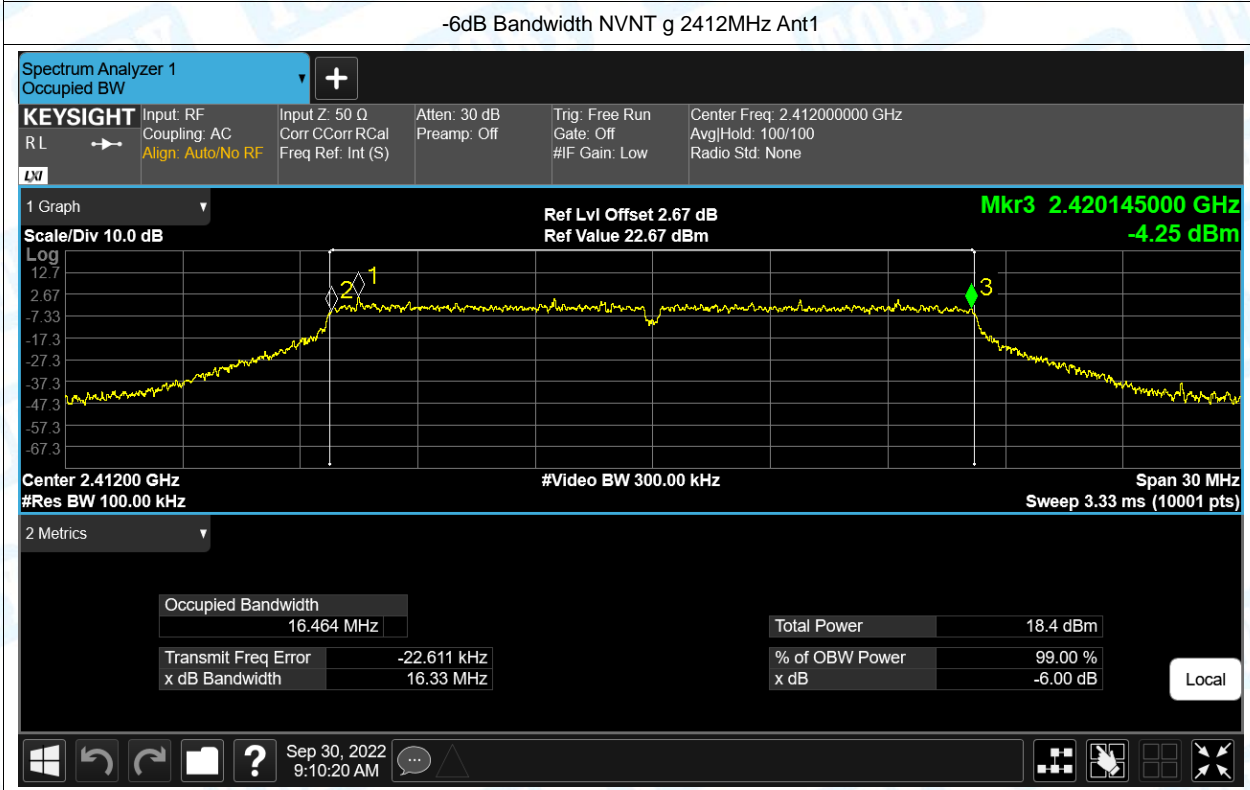 -6dB Bandwidth NVNT g 2412MHz Ant1
Spectrum Analyzer 1
Occupied BW
KEYSIGHT
RL
LXI
Input: RF
Coupling: AC
Align: Auto/No RF
Input Z: 50 Ω
Corr CCorr RCal
Freq Ref: Int (S)
Atten: 30 dB
Preamp: Off
Trig: Free Run
Gate: Off
#IF Gain: Low
Center Freq: 2.412000000 GHz
Avg|Hold: 100/100
Radio Std: None
1 Graph
Scale/Div 10.0 dB
Ref Lvl Offset 2.67 dB
Ref Value 22.67 dBm
Mkr3 2.420145000 GHz
-4.25 dBm
Log
12.7
2.67
-7.33
-17.3
-27.3
-37.3
-47.3
-57.3
-67.3
2
1
3
Center 2.41200 GHz
#Video BW 300.00 kHz
Span 30 MHz
#Res BW 100.00 kHz
Sweep 3.33 ms (10001 pts)
2 Metrics
Occupied Bandwidth
16.464 MHz
Total Power 18.4 dBm
Transmit Freq Error -22.611 kHz
% of OBW Power 99.00 %
x dB Bandwidth 16.33 MHz
x dB -6.00 dB
Local
?
Sep 30, 2022
9:10:20 AM